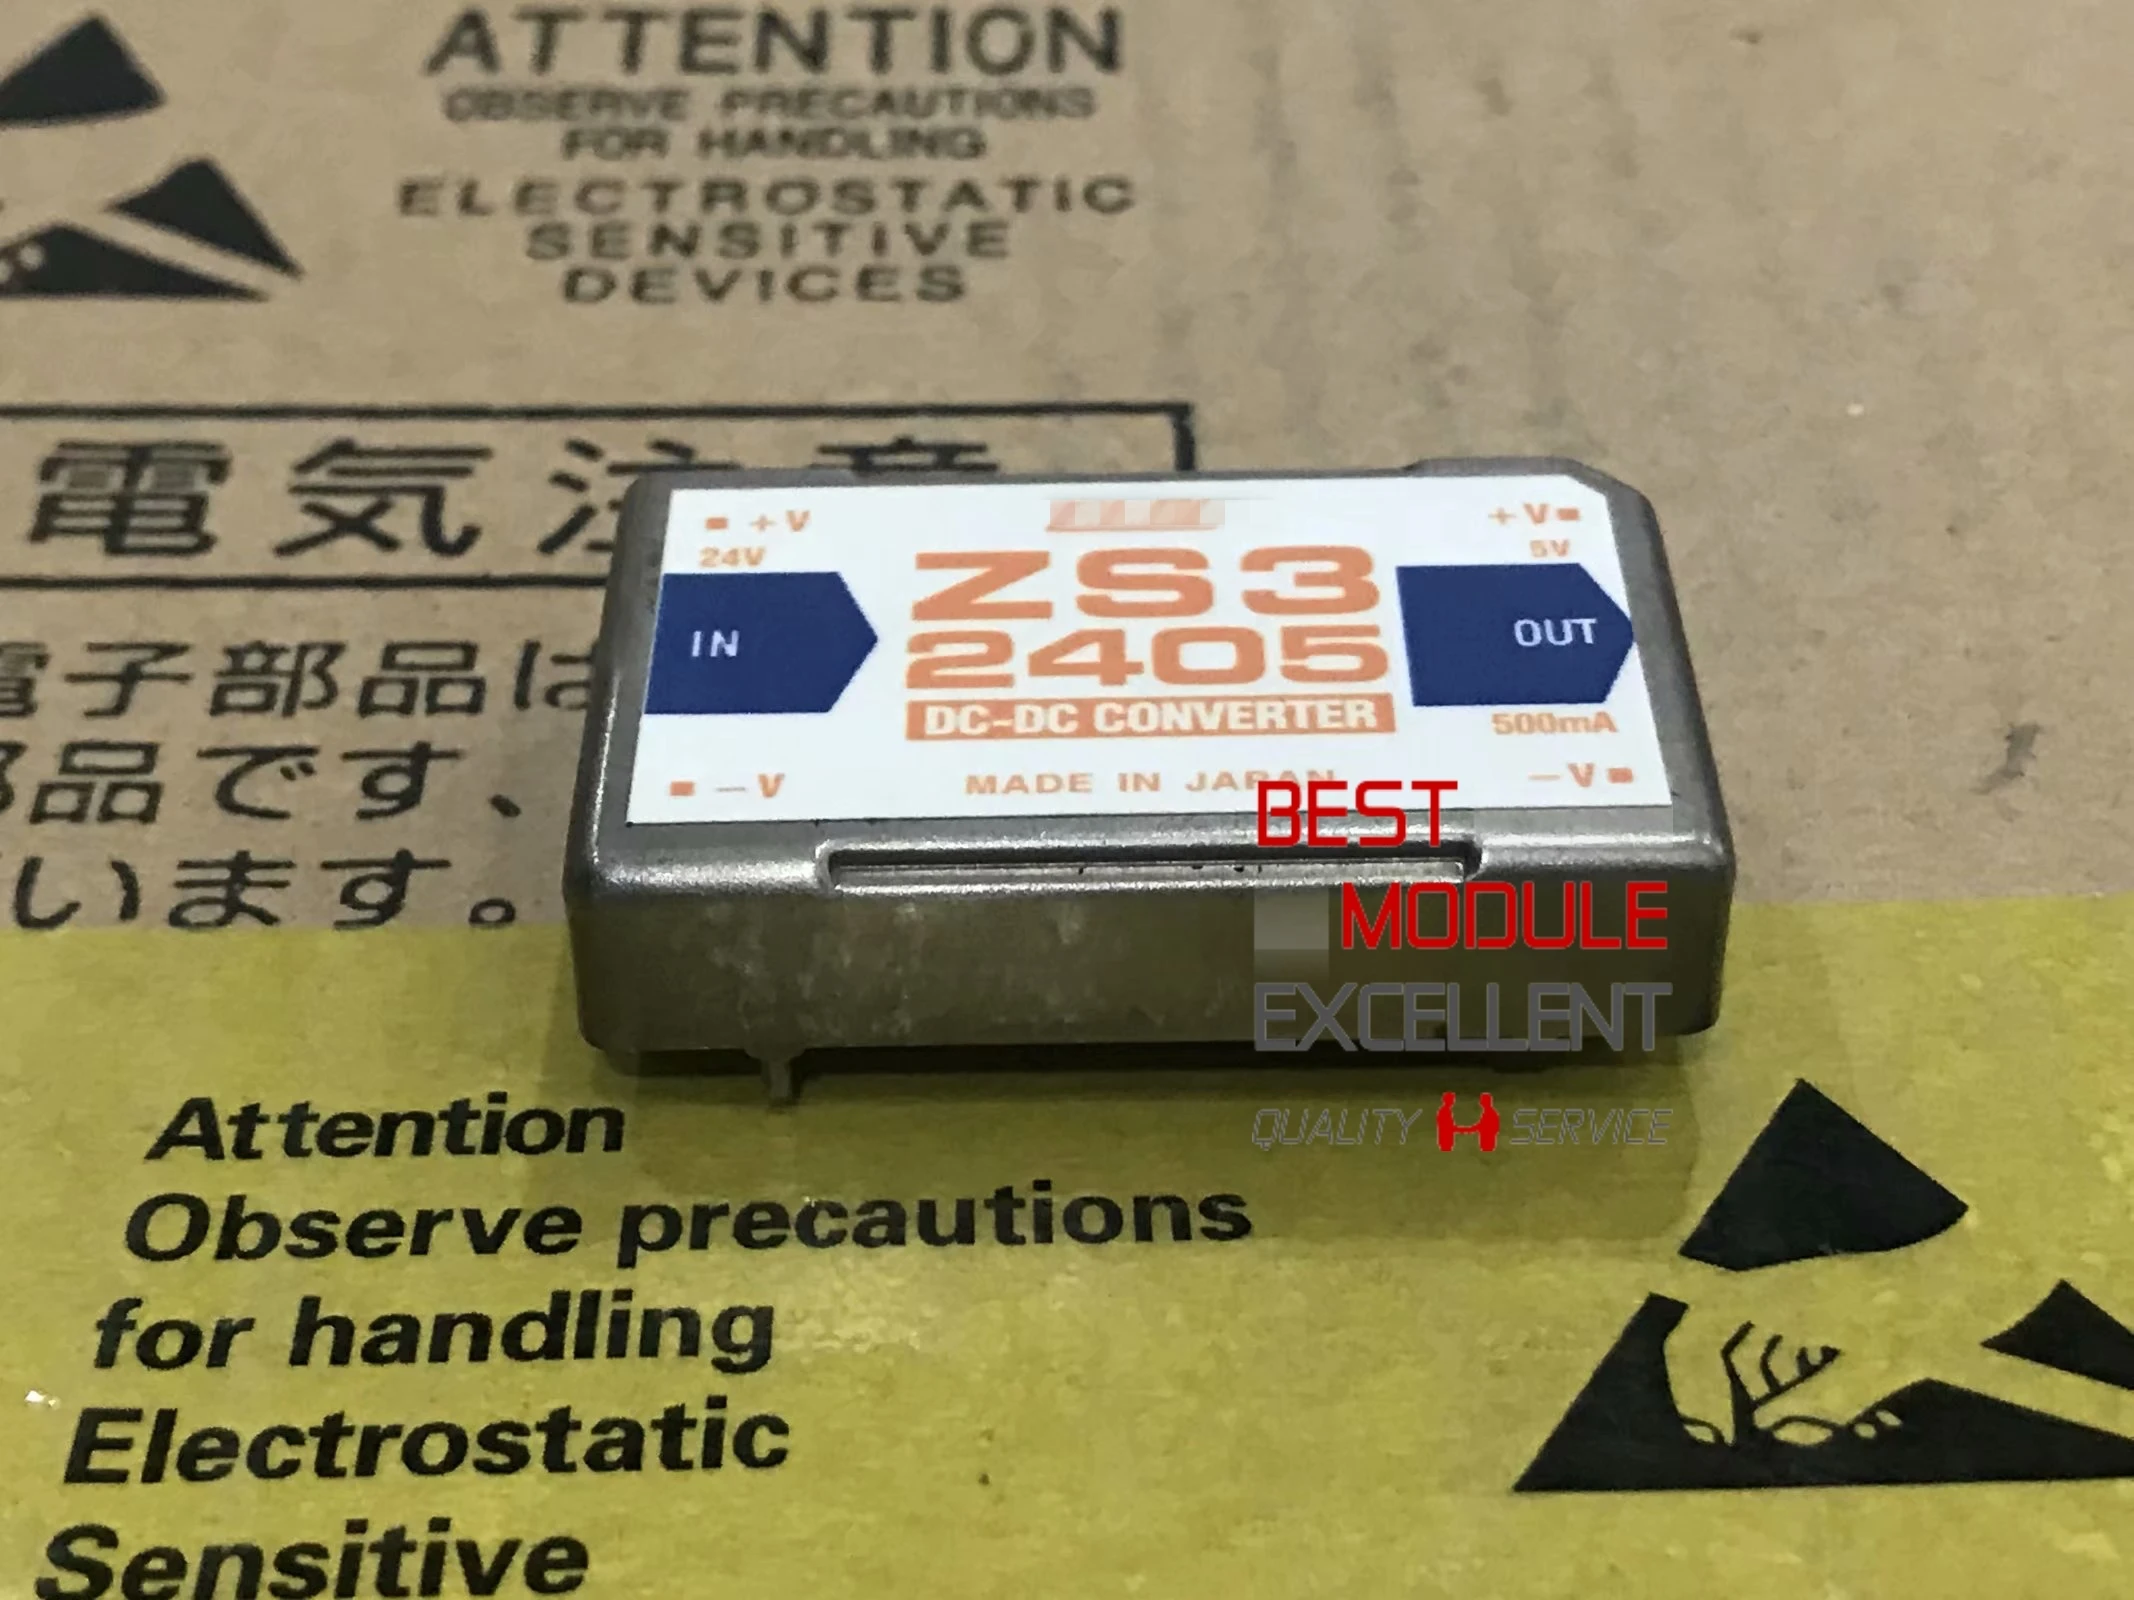 ATTENTION
OBSERVE PRECAUTIONS
FOR HANDLING
ELECTROSTATIC
SENSITIVE
DEVICES
電気注意
電子部品は
部品です、
います。
+V
24V
IN
-V
ZS3
2405
DC-DC CONVERTER
MADE IN JAPAN
+V
5V
OUT
500mA
-V
BEST
MODULE
EXCELLENT
QUALITY SERVICE
Attention
Observe precautions
for handling
Electrostatic
Sensitive